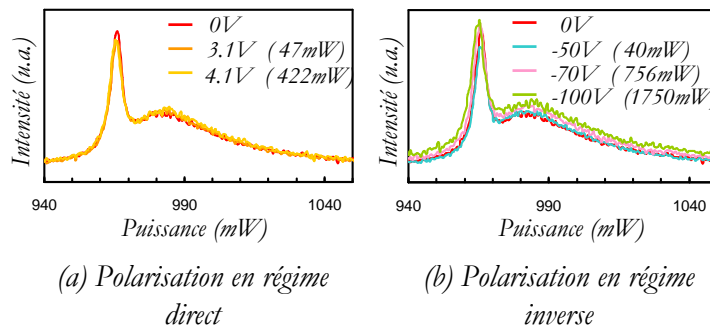 0V
3.1V (47mW)
4.1V (422mW)
Intensité (u.a.)
940
990
1040
Puissance (mW)
(a) Polarisation en régime
direct
0V
-50V (40mW)
-70V (756mW)
-100V (1750mW)
Intensité (u.a.)
940
990
1040
Puissance (mW)
(b) Polarisation en régime
inverse